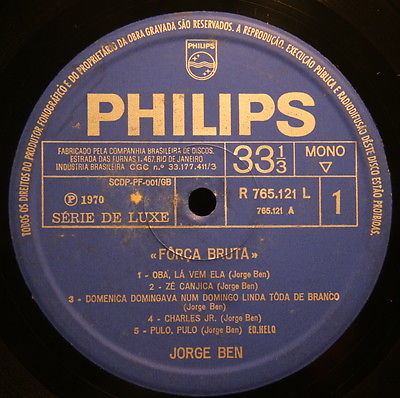 TODOS OS DIREITOS DO PRODUTOR FONOGRÁFICO E DO PROPRIETÁRIO DA OBRA GRAVADA SÃO RESERVADOS. A REPRODUÇÃO, EXECUÇÃO PÚBLICA E RADIODIFUSÃO DESTE DISCO ESTÃO PROIBIDAS.
PHILIPS
PHILIPS
FABRICADO PELA COMPANHIA BRASILEIRA DE DISCOS.
ESTRADA DAS FURNAS 1.467, RIO DE JANEIRO
INDÚSTRIA BRASILEIRA CGC n.º 33.177.411/3
33 1/3
MONO
SCDP-PF-001/GB
Ⓟ 1970
SÉRIE DE LUXE
R 765.121 L
765.121 A
1
«FÔRÇA BRUTA»
1 - OBA, LÁ VEM ELA (Jorge Ben)
2 - ZÉ CANJICA (Jorge Ben)
3 - DOMENICA DOMINGAVA NUM DOMINGO LINDA TÔDA DE BRANCO
(Jorge Ben)
4 - CHARLES JR. (Jorge Ben)
5 - PULO, PULO (Jorge Ben) ED.HELO
JORGE BEN